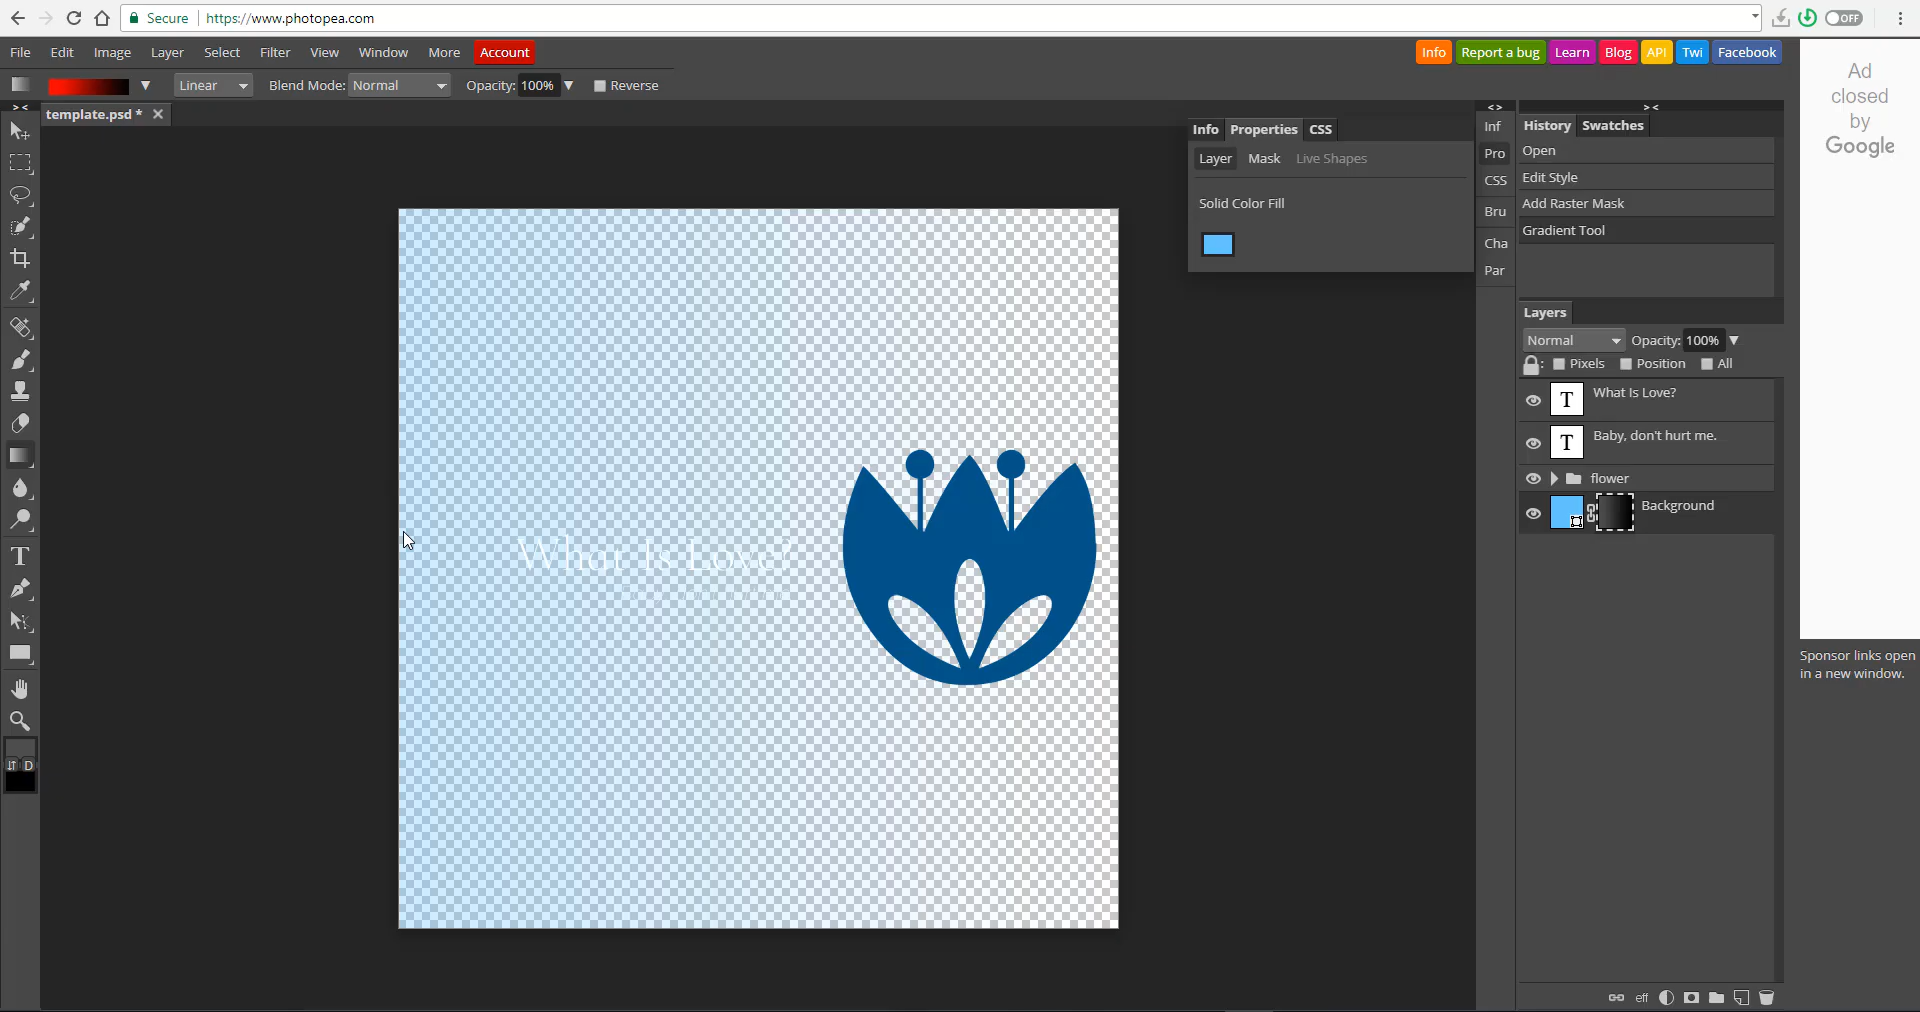 Secure https://www.photopea.com OFF
File Edit Image Layer Select Filter View Window More Account Info Report a bug Learn Blog API Twi Facebook
Linear Blend Mode: Normal Opacity: 100% Reverse
template.psd *
Info Properties CSS
Layer Mask Live Shapes
Solid Color Fill
Inf
Pro
CSS
Bru
Cha
Par
History Swatches
Open
Edit Style
Add Raster Mask
Gradient Tool
Layers
Normal Opacity: 100%
Pixels Position All
T What Is Love?
T Baby, don't hurt me.
flower
Background
What Is Love?
T
D
eff
Ad
closed
by
Google
Sponsor links open
in a new window.